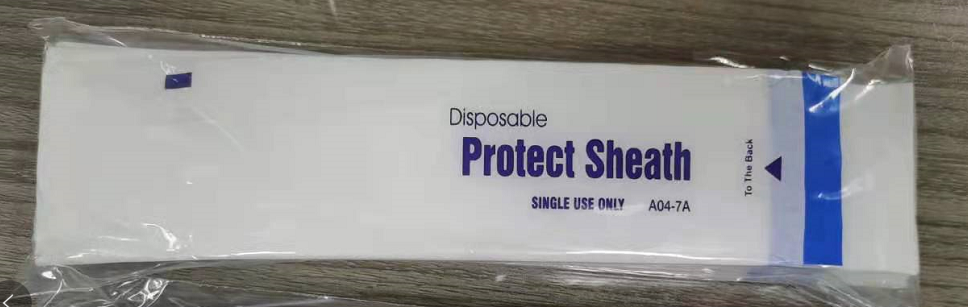 Disposable
Protect Sheath
SINGLE USE ONLY A04-7A
To The Back